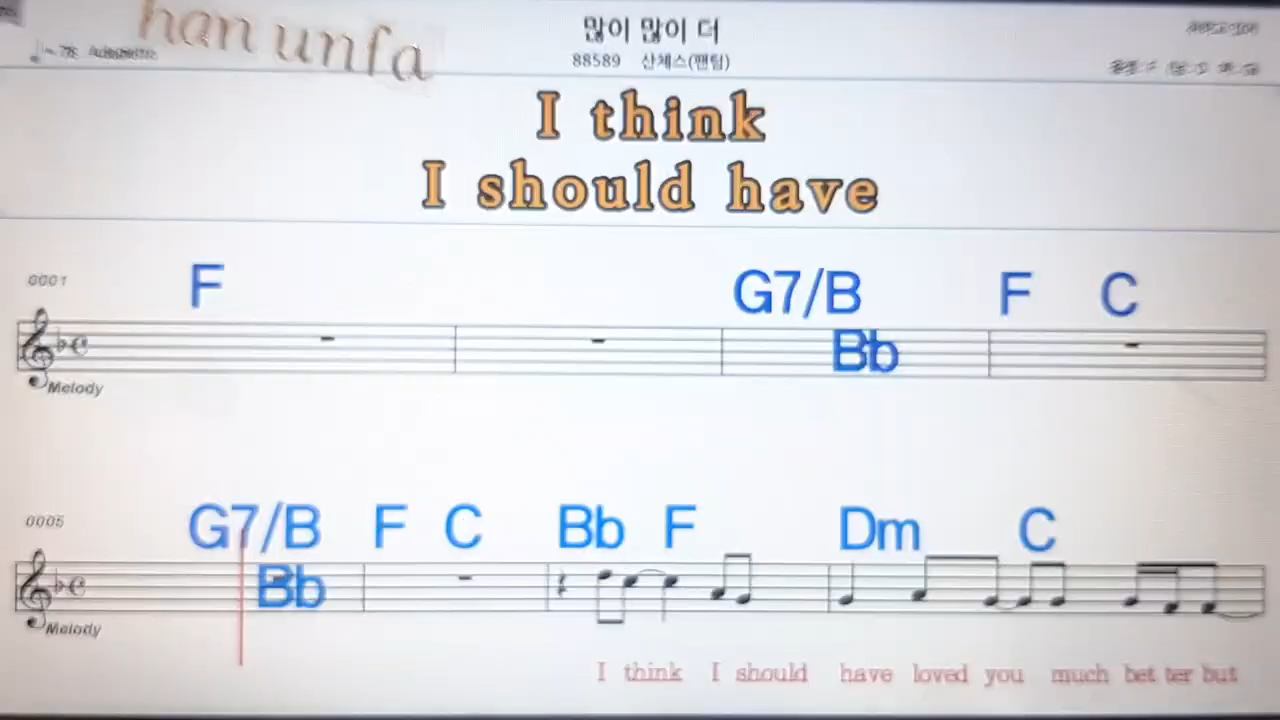 han unfa
많이 많이 더
♩= 78
88589 산체스(팬텀)
I think
I should have
0001
F G7/B F C
Bb
Melody
0005
G7/B F C Bb F Dm C
Bb
Melody
I think I should have loved you much bet ter but